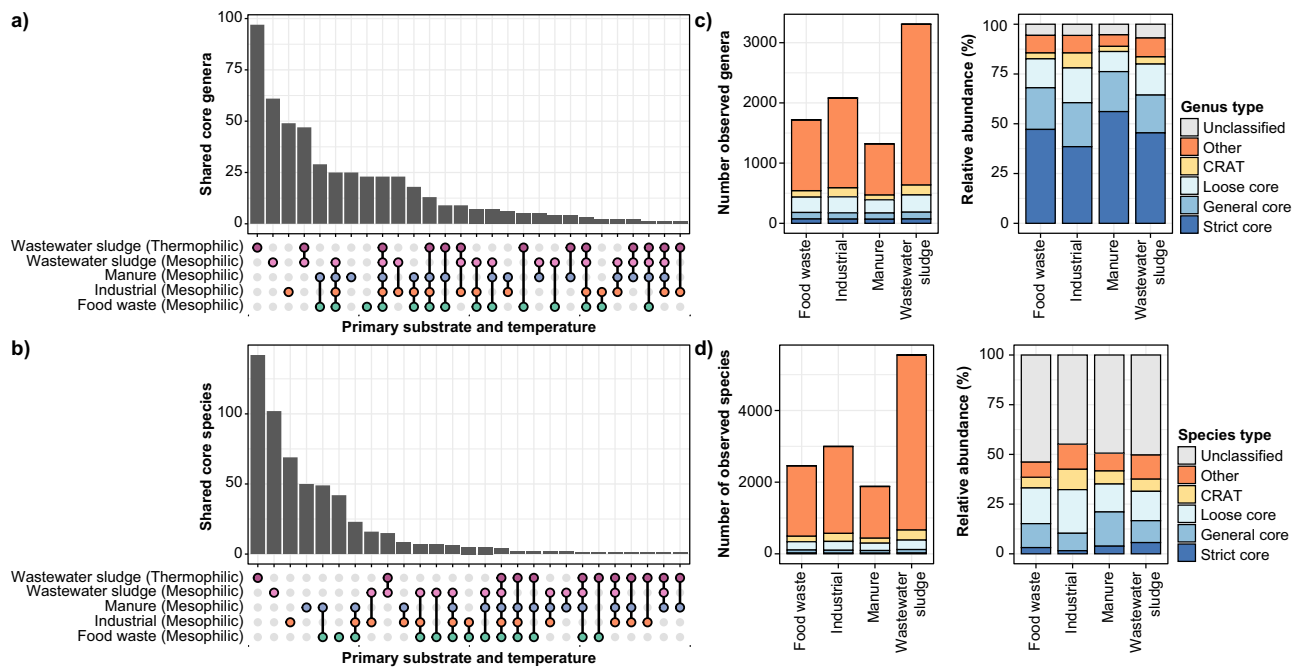 a)
Shared core genera
100
75
50
25
0
Wastewater sludge (Thermophilic)
Wastewater sludge (Mesophilic)
Manure (Mesophilic)
Industrial (Mesophilic)
Food waste (Mesophilic)
Primary substrate and temperature
b)
Shared core species
100
50
0
Wastewater sludge (Thermophilic)
Wastewater sludge (Mesophilic)
Manure (Mesophilic)
Industrial (Mesophilic)
Food waste (Mesophilic)
Primary substrate and temperature
c)
Number observed genera
3000
2000
1000
0
Food waste
Industrial
Manure
Wastewater
sludge
Relative abundance (%)
100
75
50
25
0
Food waste
Industrial
Manure
Wastewater
sludge
Genus type
Unclassified
Other
CRAT
Loose core
General core
Strict core
d)
Number of observed species
4000
2000
0
Food waste
Industrial
Manure
Wastewater
sludge
Relative abundance (%)
100
75
50
25
0
Food waste
Industrial
Manure
Wastewater
sludge
Species type
Unclassified
Other
CRAT
Loose core
General core
Strict core